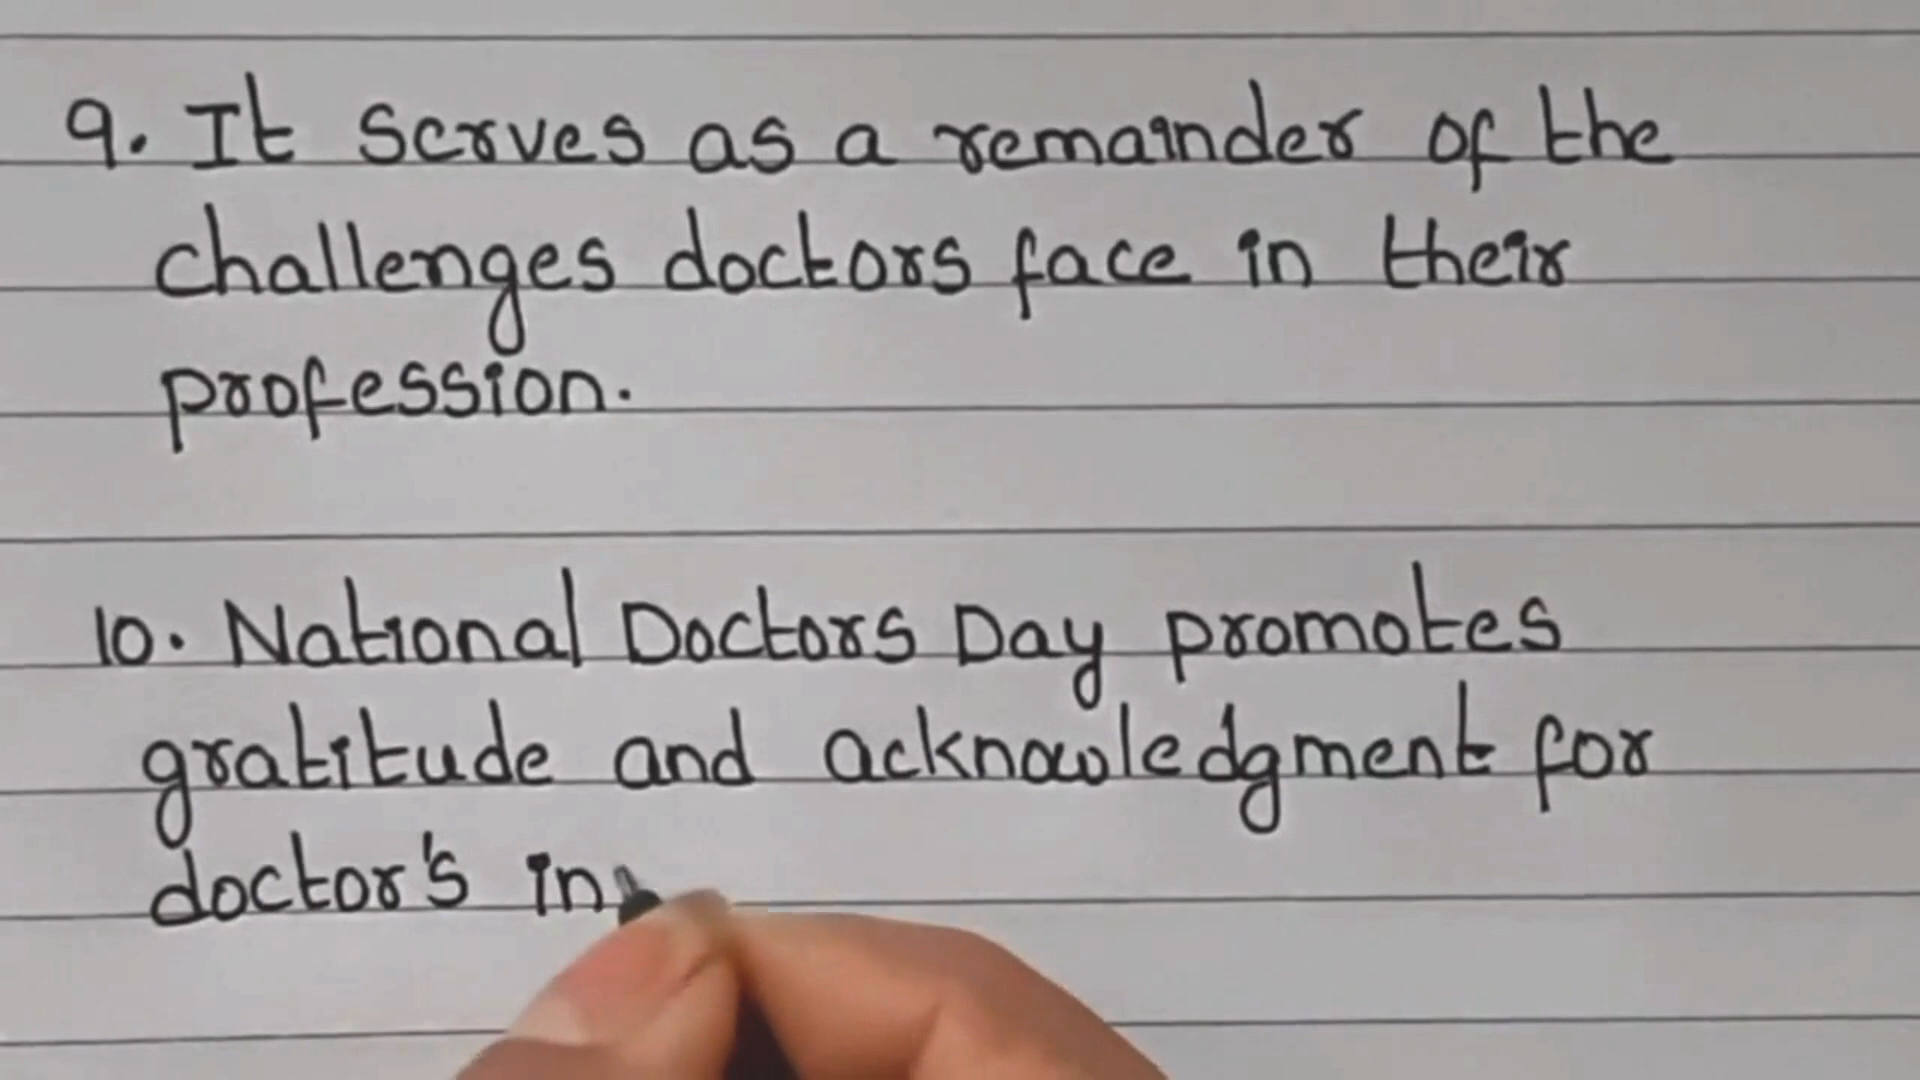 9. It serves as a remainder of the
challenges doctors face in their
profession.
10. National Doctors Day promotes
gratitude and acknowledgment for
doctor's in